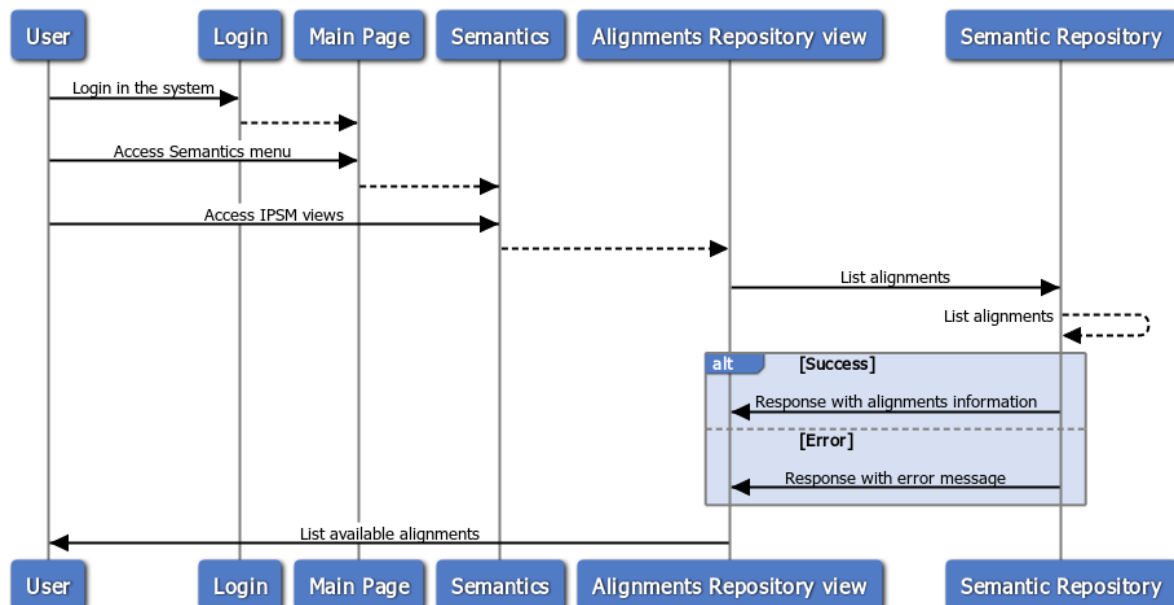 User
Login
Main Page
Semantics
Alignments Repository view
Semantic Repository
Login in the system
Access Semantics menu
Access IPSM views
List alignments
List alignments
alt
[Success]
Response with alignments information
[Error]
Response with error message
List available alignments
User
Login
Main Page
Semantics
Alignments Repository view
Semantic Repository